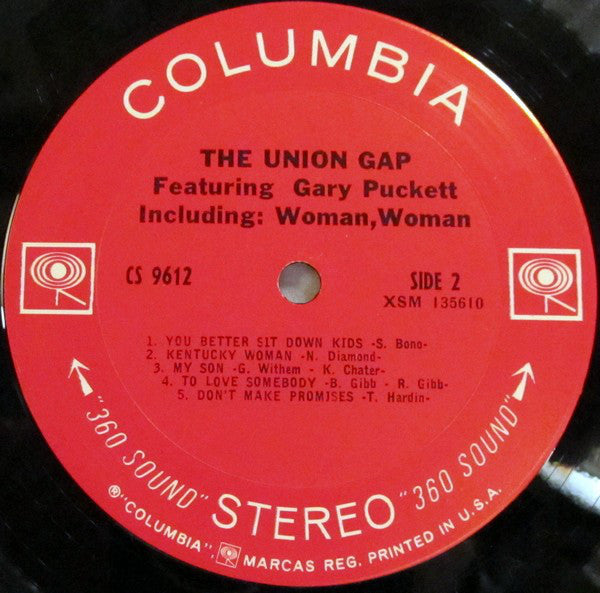 COLUMBIA
THE UNION GAP
Featuring Gary Puckett
Including: Woman,Woman
CS 9612
SIDE 2
XSM 135610
1. YOU BETTER SIT DOWN KIDS -S. Bono-
2. KENTUCKY WOMAN -N. Diamond-
3. MY SON -G. Withem - K. Chater-
4. TO LOVE SOMEBODY -B. Gibb - R. Gibb-
5. DON'T MAKE PROMISES -T. Hardin-
"360 SOUND" STEREO "360 SOUND"
®"COLUMBIA", MARCAS REG. PRINTED IN U.S.A.